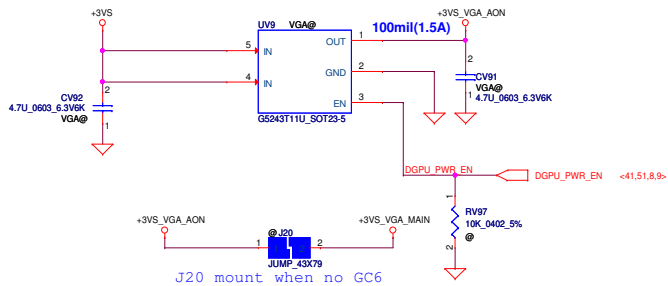 +3VS
UV9 VGA@
100mil(1.5A)
+3VS_VGA_AON
5 IN OUT 1
GND 2
4 IN
EN 3
G5243T11U_SOT23-5
2
CV92
4.7U_0603_6.3V6K
VGA@
1
2
CV91
VGA@
1
4.7U_0603_6.3V6K
DGPU_PWR_EN
DGPU_PWR_EN <41,51,8,9>
1
RV97
10K_0402_5%
2
@
+3VS_VGA_AON
+3VS_VGA_MAIN
@ J20
1 2
JUMP_43X79
J20 mount when no GC6